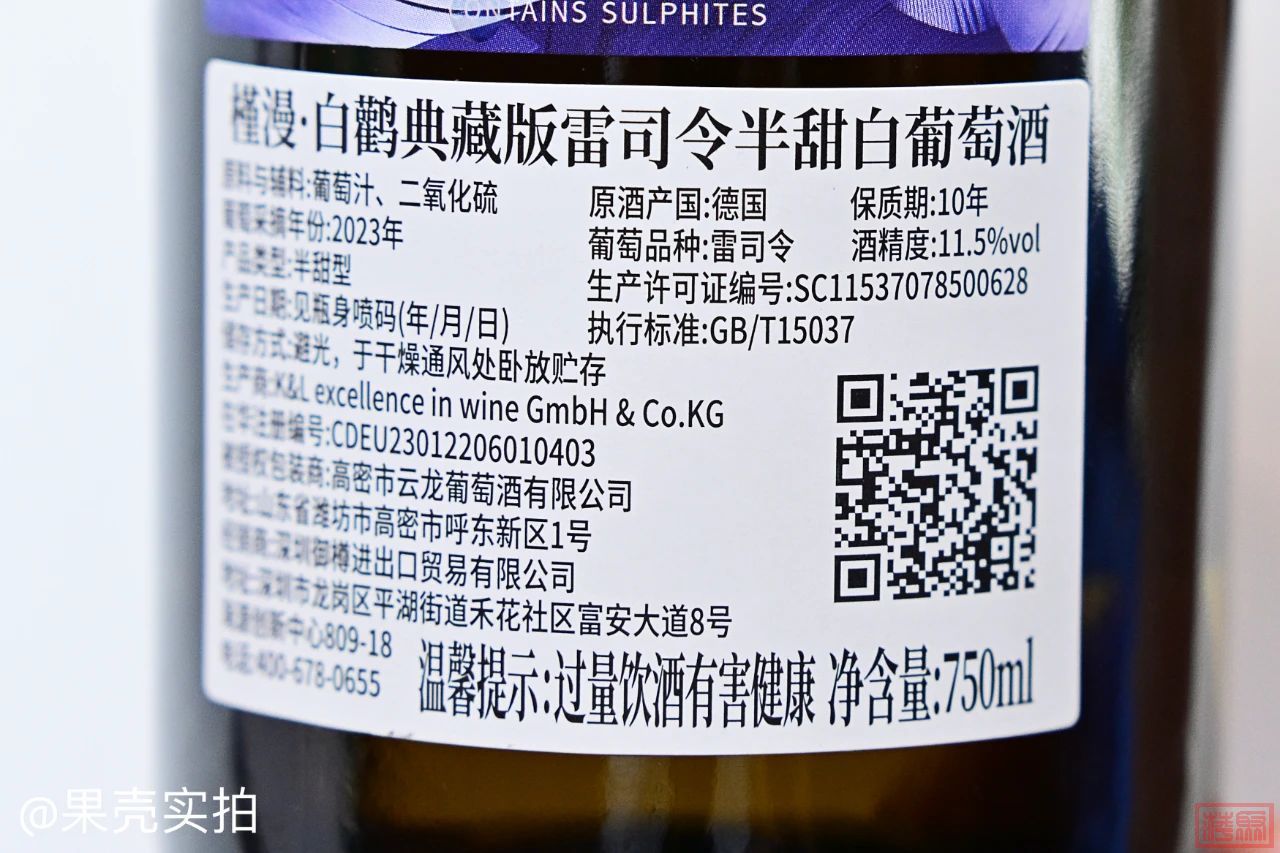 CONTAINS SULPHITES
槿漫·白鹳典藏版雷司令半甜白葡萄酒
原料与辅料:葡萄汁、二氧化硫
葡萄采摘年份:2023年
产品类型:半甜型
生产日期:见瓶身喷码(年/月/日)
储存方式:避光，于干燥通风处卧放贮存
原酒产国:德国
保质期:10年
葡萄品种:雷司令
酒精度:11.5%vol
生产许可证编号:SC11537078500628
执行标准:GB/T15037
生产商:K&L excellence in wine GmbH & Co.KG
在华注册编号:CDEU23012206010403
被授权包装商:高密市云龙葡萄酒有限公司
地址:山东省潍坊市高密市呼东新区1号
经销商:深圳御樽进出口贸易有限公司
地址:深圳市龙岗区平湖街道禾花社区富安大道8号
创新中心809-18
电话:400-678-0655
温馨提示:过量饮酒有害健康 净含量:750ml
@果壳实拍